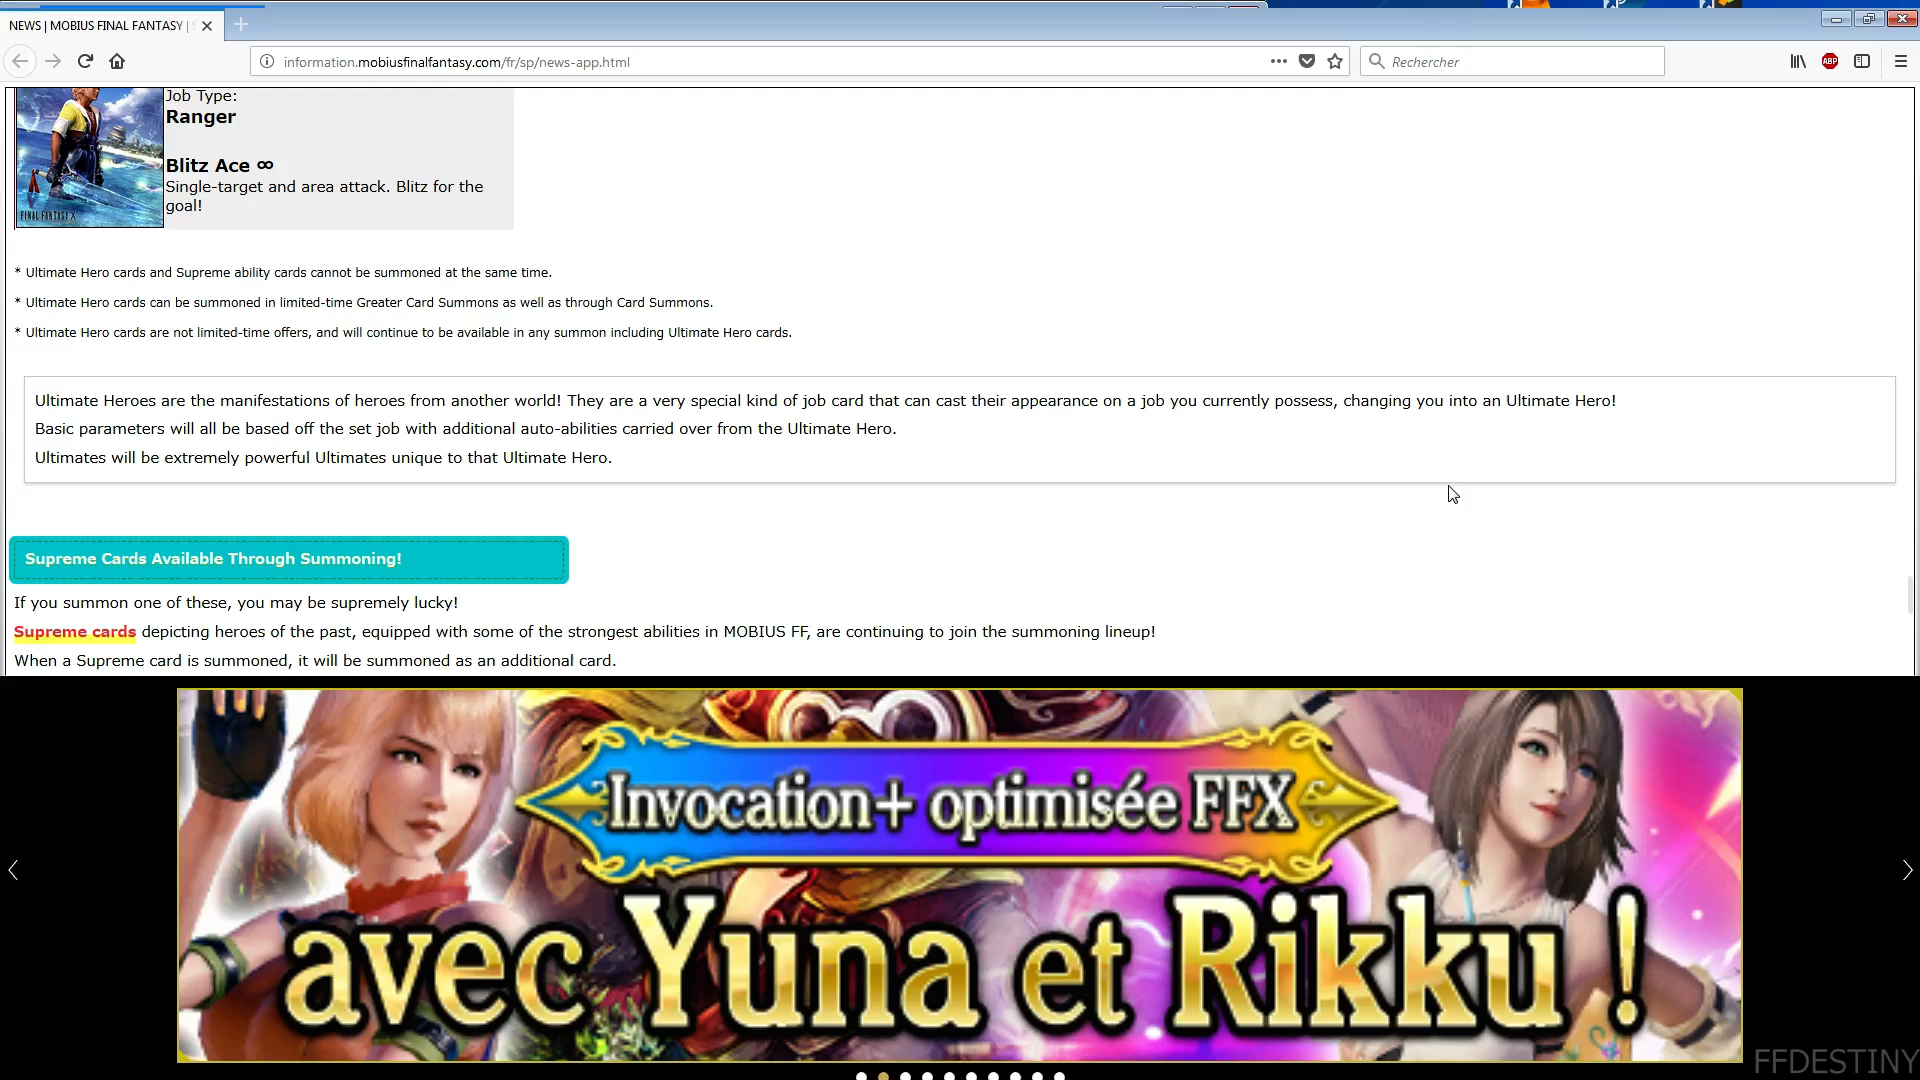 NEWS | MOBIUS FINAL FANTASY |
information.mobiusfinalfantasy.com/fr/sp/news-app.html
Rechercher
ABP
Job Type:
Ranger
Blitz Ace ∞
Single-target and area attack. Blitz for the
goal!
FINAL FANTASY X
* Ultimate Hero cards and Supreme ability cards cannot be summoned at the same time.
* Ultimate Hero cards can be summoned in limited-time Greater Card Summons as well as through Card Summons.
* Ultimate Hero cards are not limited-time offers, and will continue to be available in any summon including Ultimate Hero cards.
Ultimate Heroes are the manifestations of heroes from another world! They are a very special kind of job card that can cast their appearance on a job you currently possess, changing you into an Ultimate Hero!
Basic parameters will all be based off the set job with additional auto-abilities carried over from the Ultimate Hero.
Ultimates will be extremely powerful Ultimates unique to that Ultimate Hero.
Supreme Cards Available Through Summoning!
If you summon one of these, you may be supremely lucky!
Supreme cards depicting heroes of the past, equipped with some of the strongest abilities in MOBIUS FF, are continuing to join the summoning lineup!
When a Supreme card is summoned, it will be summoned as an additional card.
Invocation+ optimisée FFX
avec Yuna et Rikku !
FFDESTINY